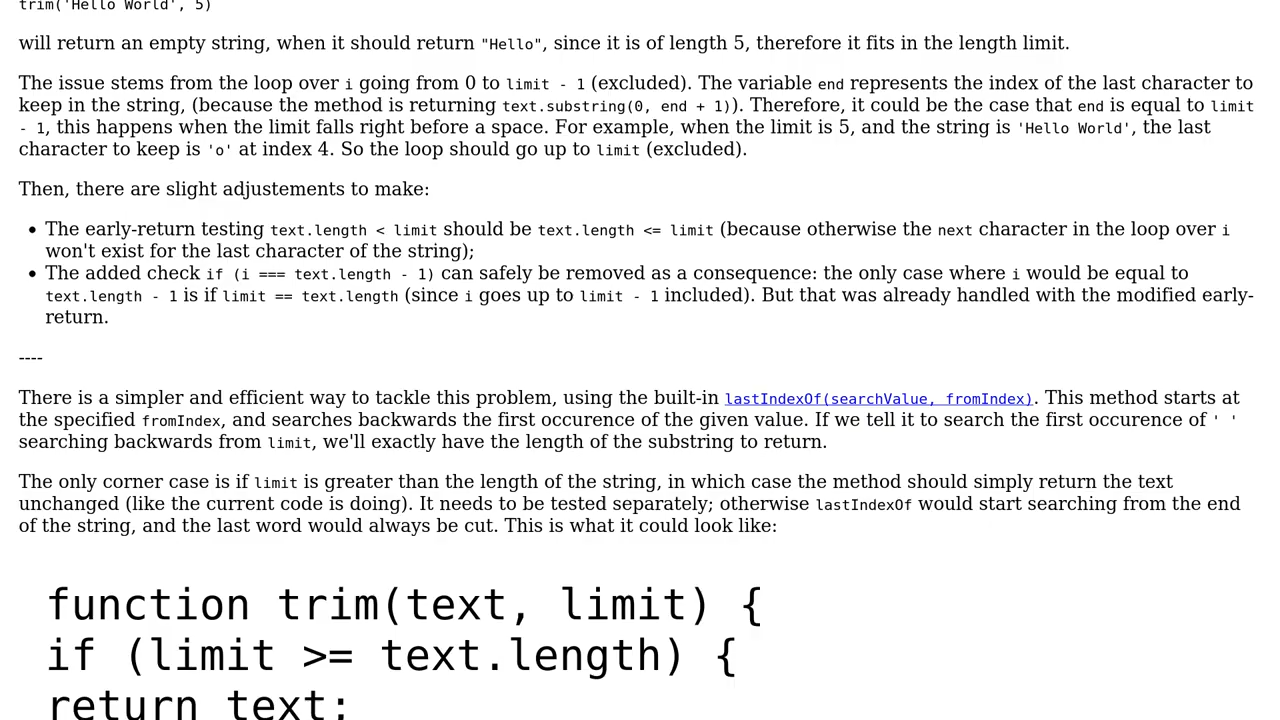 trim('Hello World', 5)
will return an empty string, when it should return "Hello", since it is of length 5, therefore it fits in the length limit.
The issue stems from the loop over i going from 0 to limit - 1 (excluded). The variable end represents the index of the last character to
keep in the string, (because the method is returning text.substring(0, end + 1)). Therefore, it could be the case that end is equal to limit
- 1, this happens when the limit falls right before a space. For example, when the limit is 5, and the string is 'Hello World', the last
character to keep is 'o' at index 4. So the loop should go up to limit (excluded).
Then, there are slight adjustements to make:
• The early-return testing text.length < limit should be text.length <= limit (because otherwise the next character in the loop over i
won't exist for the last character of the string);
• The added check if (i === text.length - 1) can safely be removed as a consequence: the only case where i would be equal to
text.length - 1 is if limit == text.length (since i goes up to limit - 1 included). But that was already handled with the modified early-
return.
----
There is a simpler and efficient way to tackle this problem, using the built-in lastIndexOf(searchValue, fromIndex). This method starts at
the specified fromIndex, and searches backwards the first occurence of the given value. If we tell it to search the first occurence of ' '
searching backwards from limit, we'll exactly have the length of the substring to return.
The only corner case is if limit is greater than the length of the string, in which case the method should simply return the text
unchanged (like the current code is doing). It needs to be tested separately; otherwise lastIndexOf would start searching from the end
of the string, and the last word would always be cut. This is what it could look like:
function trim(text, limit) {
if (limit >= text.length) {
return text;